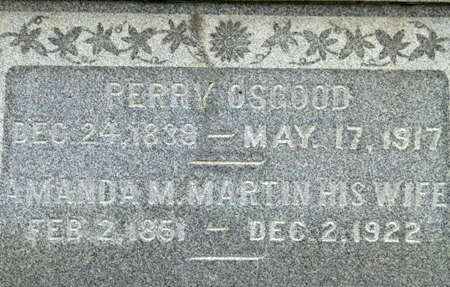 PERRY OSGOOD
DEC. 24, 1839 — MAY. 17, 1917
AMANDA M. MARTIN HIS WIFE
FEB. 2, 1851 — DEC. 2, 1922